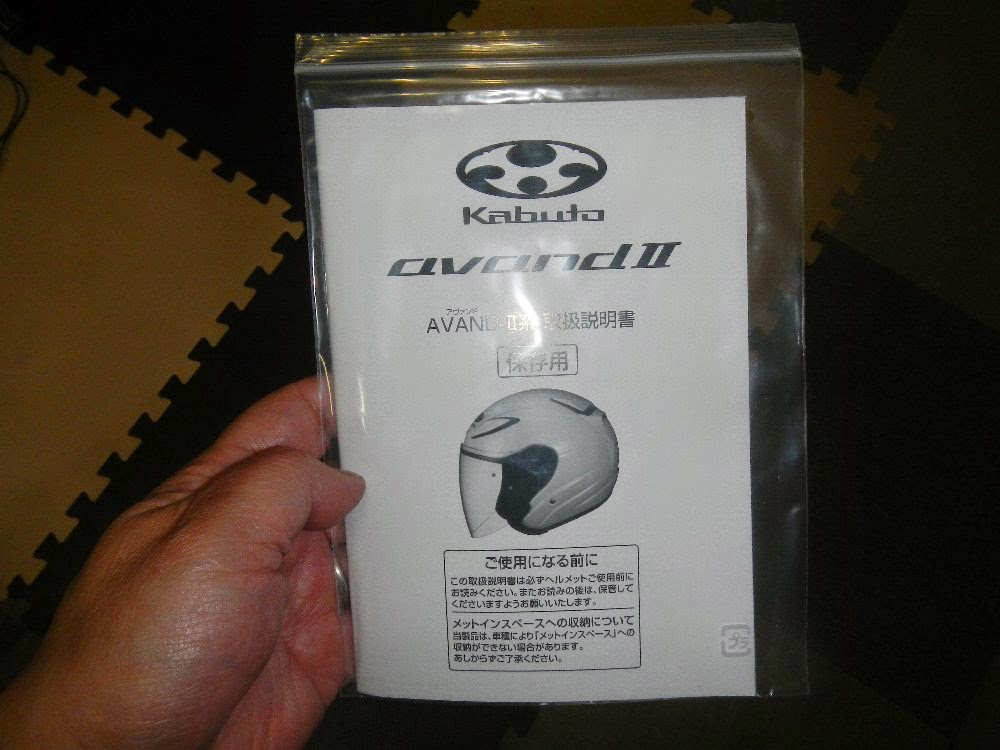 Kabuto
avand II
アヴァンド
AVAND-II系 取扱説明書
保存用
ご使用になる前に
この取扱説明書は必ずヘルメットご使用前に
お読みください。またお読みの後は、保管して
くださいますようお願いいたします。
メットインスペースへの収納について
当製品は、車種により「メットインスペース」への
収納ができない場合があります。
あしからずご了承ください。
プラ